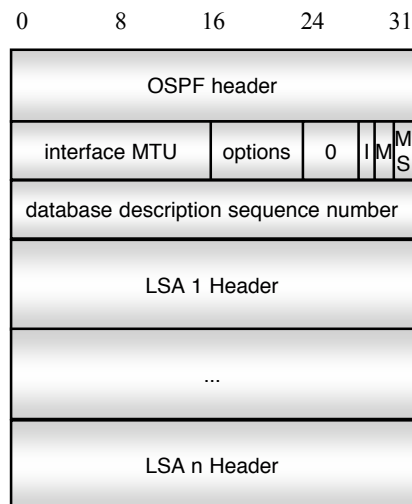 0 8 16 24 31
OSPF header
interface MTU options 0 I M M
S
database description sequence number
LSA 1 Header
...
LSA n Header